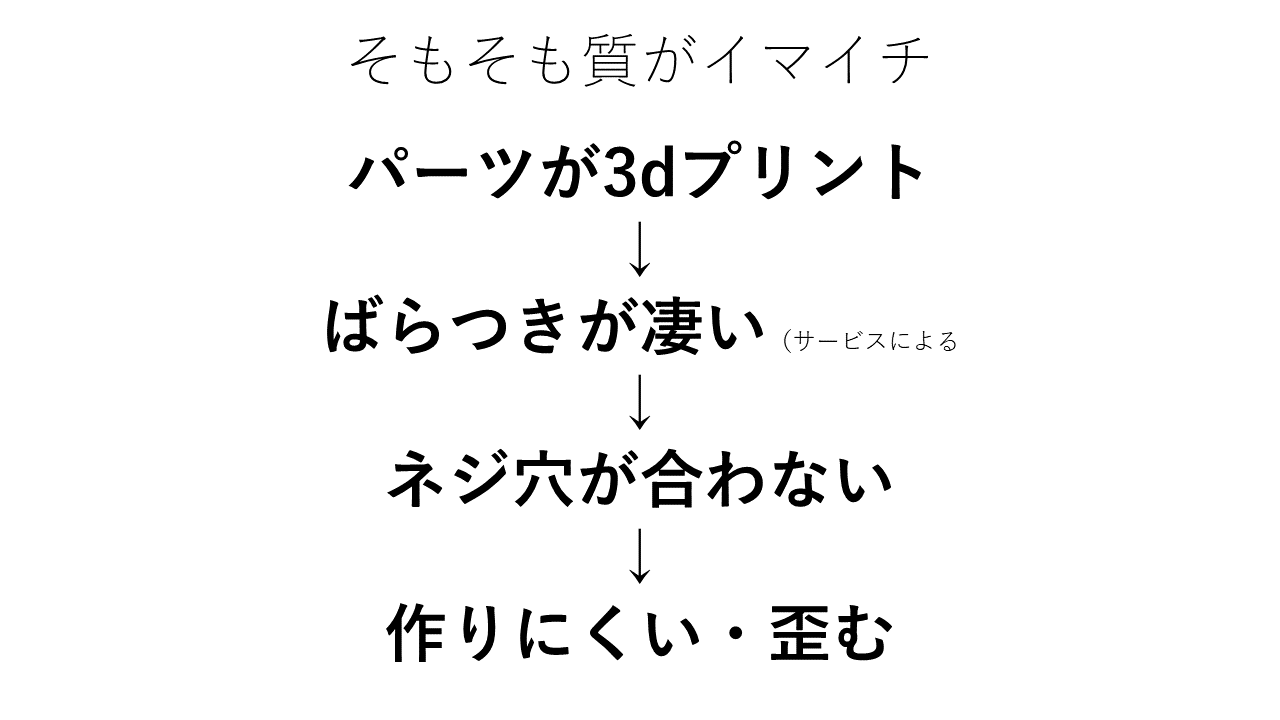 そもそも質がイマイチ
パーツが3dプリント
↓
ばらつきが凄い（サービスによる
↓
ネジ穴が合わない
↓
作りにくい・歪む